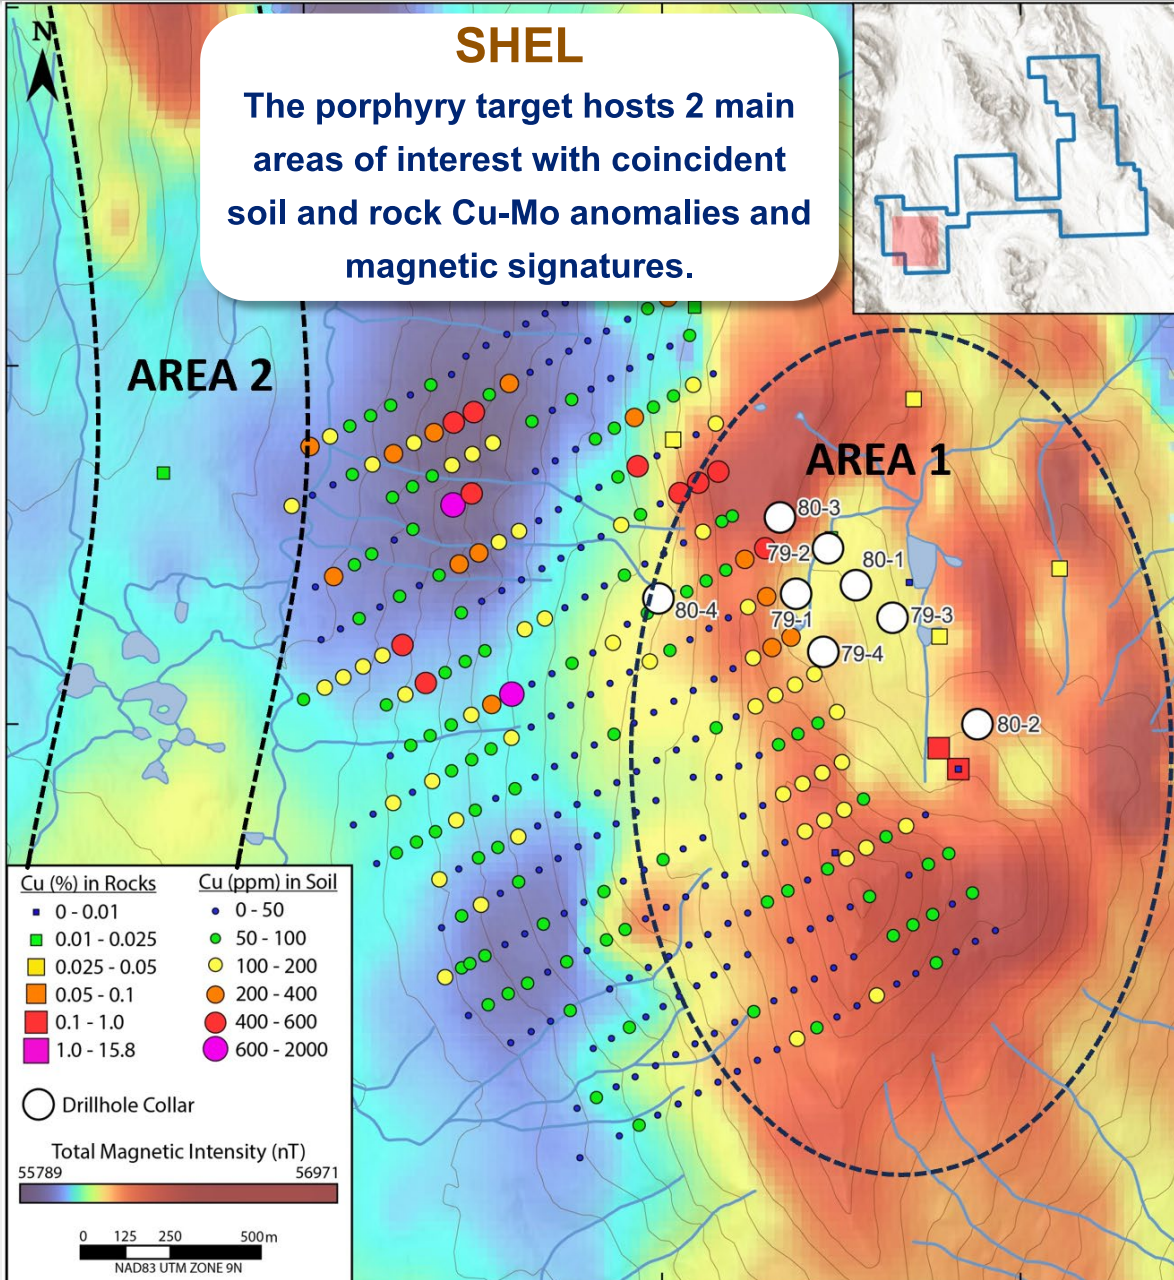 N
SHEL
The porphyry target hosts 2 main
areas of interest with coincident
soil and rock Cu-Mo anomalies and
magnetic signatures.
AREA 2
AREA 1
80-3
79-2
80-1
80-4
79-1
79-3
79-4
80-2
Cu (%) in Rocks
0 - 0.01
0.01 - 0.025
0.025 - 0.05
0.05 - 0.1
0.1 - 1.0
1.0 - 15.8
Cu (ppm) in Soil
0 - 50
50 - 100
100 - 200
200 - 400
400 - 600
600 - 2000
Drillhole Collar
Total Magnetic Intensity (nT)
55789 56971
0 125 250 500 m
NAD83 UTM ZONE 9N